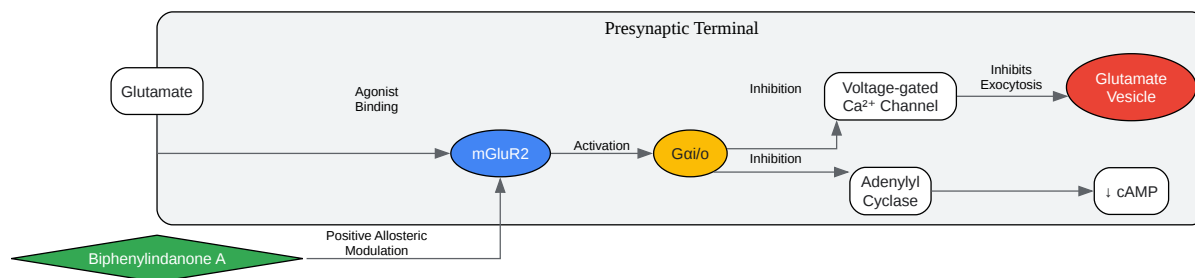 Presynaptic Terminal
Glutamate
Agonist
Binding
mGluR2
Activation
Gαi/o
Inhibition
Voltage-gated
Ca²⁺ Channel
Inhibits
Exocytosis
Glutamate
Vesicle
Inhibition
Adenylyl
Cyclase
↓ cAMP
Biphenylindanone A
Positive Allosteric
Modulation